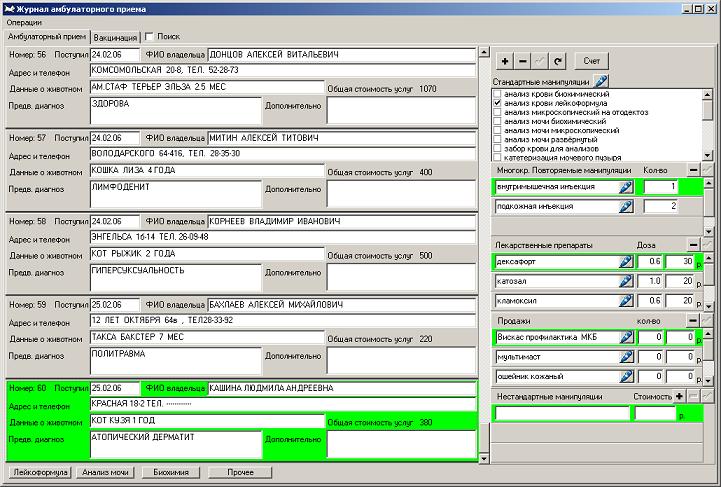 Журнал амбулаторного приема
Операции
Амбулаторный прием Вакцинация Поиск
Номер: 56 Поступил 24.02.06 ФИО владельца ДОНЦОВ АЛЕКСЕЙ ВИТАЛЬЕВИЧ
Адрес и телефон КОМСОМОЛЬСКАЯ 20-8, ТЕЛ. 52-28-73
Данные о животном АМ.СТАФ ТЕРЬЕР ЭЛЬЗА 2.5 МЕС Общая стоимость услуг 1070
Предв. диагноз ЗДОРОВА Дополнительно
Номер: 57 Поступил 24.02.06 ФИО владельца МИТИН АЛЕКСЕЙ ТИТОВИЧ
Адрес и телефон ВОЛОДАРСКОГО 64-416, ТЕЛ. 28-35-30
Данные о животном КОШКА ЛИЗА 4 ГОДА Общая стоимость услуг 400
Предв. диагноз ЛИМФОДЕНИТ Дополнительно
Номер: 58 Поступил 24.02.06 ФИО владельца КОРНЕЕВ ВЛАДИМИР ИВАНОВИЧ
Адрес и телефон ЭНГЕЛЬСА 16-14 ТЕЛ. 26-09-48
Данные о животном КОТ РЫЖИК 2 ГОДА Общая стоимость услуг 500
Предв. диагноз ГИПЕРСУКСУАЛЬНОСТЬ Дополнительно
Номер: 59 Поступил 25.02.06 ФИО владельца БАХЛАЕВ АЛЕКСЕЙ МИХАЙЛОВИЧ
Адрес и телефон 12 ЛЕТ ОКТЯБРЯ 64в , ТЕЛ28-33-92
Данные о животном ТАКСА БАКСТЕР 7 МЕС Общая стоимость услуг 220
Предв. диагноз ПОЛИТРАВМА Дополнительно
Номер: 60 Поступил 25.02.06 ФИО владельца КАШИНА ЛЮДМИЛА АНДРЕЕВНА
Адрес и телефон КРАСНАЯ 18-2 ТЕЛ. -----------
Данные о животном КОТ КУЗЯ 1 ГОД Общая стоимость услуг 380
Предв. диагноз АТОПИЧЕСКИЙ ДЕРМАТИТ Дополнительно
Лейкоформула Анализ мочи Биохимия Прочее
Счет
Стандартные манипуляции
анализ крови биохимический
анализ крови лейкоформула
анализ микроскопический на отодектоз
анализ мочи биохимический
анализ мочи микроскопический
анализ мочи развёрнутый
забор крови для анализов
катетеризация мочевого пузыря
Многокр. Повторяемые манипуляции Кол-во
внутримышечная инъекция 1
подкожная инъекция 2
Лекарственные препараты Доза
дексафорт 0.6 30 р.
катозал 1.0 20 р.
кламоксил 0.6 20 р.
Продажи кол-во
Вискас профилактика МКБ 0 0 р.
мультимаст 0 0 р.
ошейник кожаный 0 0 р.
Нестандартные манипуляции Стоимость
р.